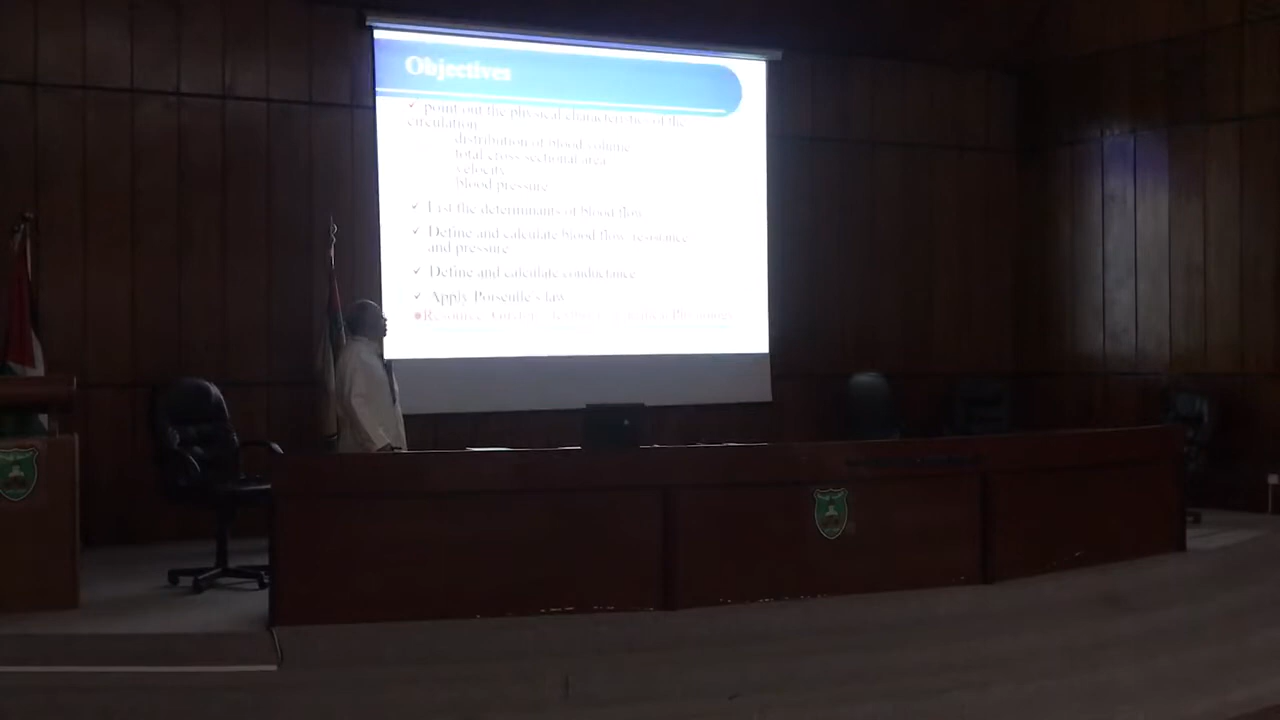 Objectives
✓ point out the physical characteristics of the
circulation
distribution of blood volume
total cross sectional area
velocity
blood pressure
✓ List the determinants of blood flow
✓ Define and calculate blood flow, resistance
and pressure
✓ Define and calculate conductance
✓ Apply Poiseulle's law